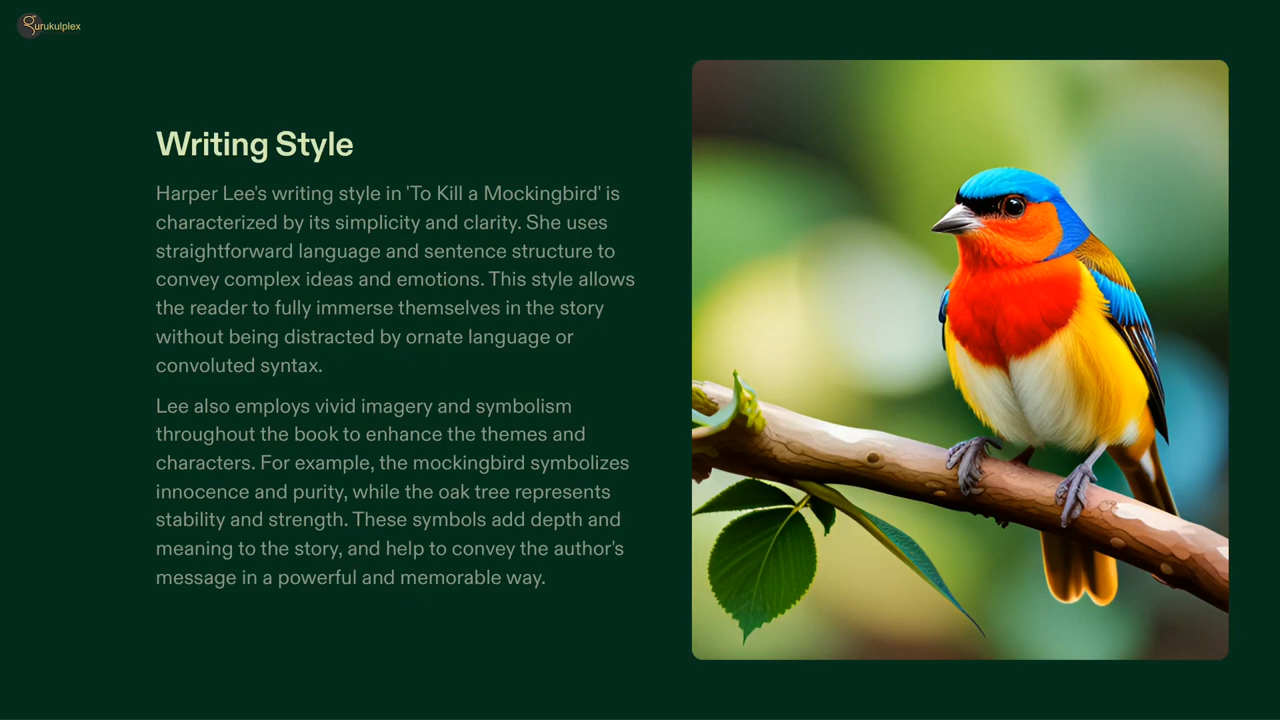 gurukulplex
Writing Style
Harper Lee's writing style in 'To Kill a Mockingbird' is
characterized by its simplicity and clarity. She uses
straightforward language and sentence structure to
convey complex ideas and emotions. This style allows
the reader to fully immerse themselves in the story
without being distracted by ornate language or
convoluted syntax.
Lee also employs vivid imagery and symbolism
throughout the book to enhance the themes and
characters. For example, the mockingbird symbolizes
innocence and purity, while the oak tree represents
stability and strength. These symbols add depth and
meaning to the story, and help to convey the author's
message in a powerful and memorable way.